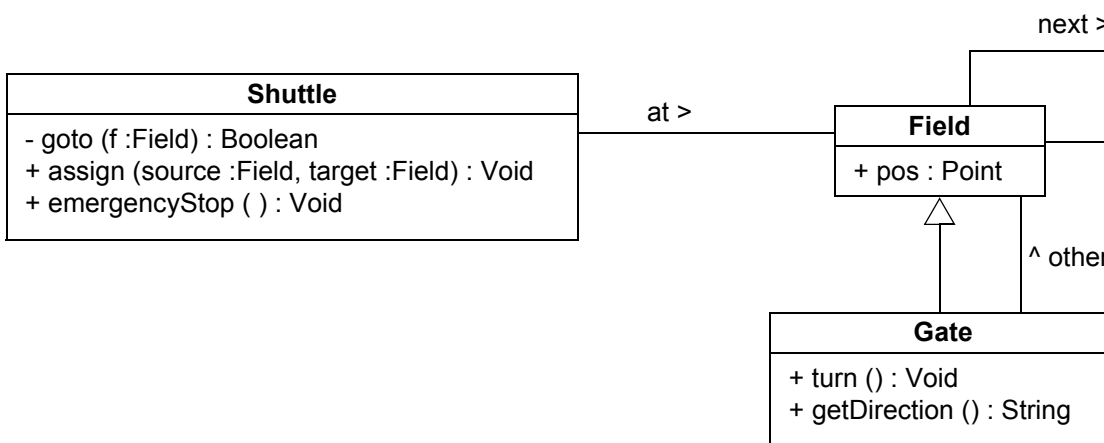 next >
Shuttle
- goto (f :Field) : Boolean
+ assign (source :Field, target :Field) : Void
+ emergencyStop ( ) : Void
at >
Field
+ pos : Point
^ other
Gate
+ turn () : Void
+ getDirection () : String